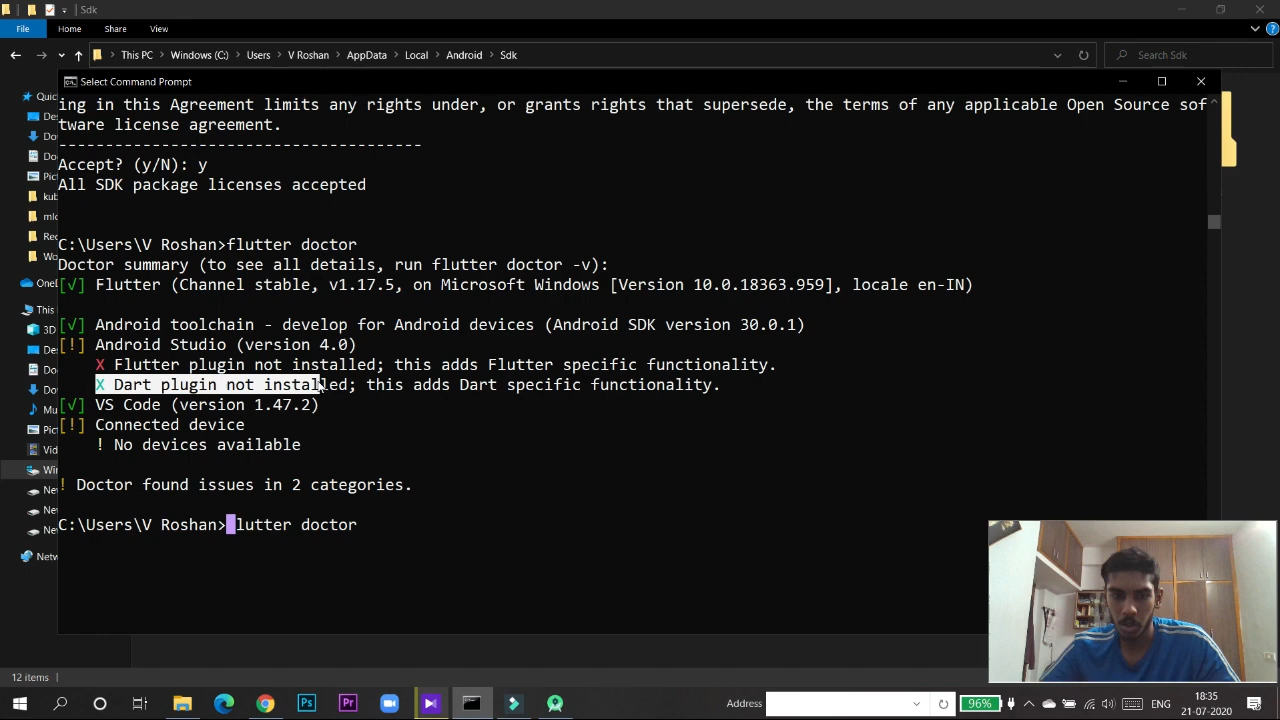 Sdk
File Home Share View
This PC Windows (C:) Users V Roshan AppData Local Android Sdk
Search Sdk
Select Command Prompt
ing in this Agreement limits any rights under, or grants rights that supersede, the terms of any applicable Open Source sof
tware license agreement.
---------------------------------------
Accept? (y/N): y
All SDK package licenses accepted
C:\Users\V Roshan>flutter doctor
Doctor summary (to see all details, run flutter doctor -v):
[√] Flutter (Channel stable, v1.17.5, on Microsoft Windows [Version 10.0.18363.959], locale en-IN)
[√] Android toolchain - develop for Android devices (Android SDK version 30.0.1)
[!] Android Studio (version 4.0)
X Flutter plugin not installed; this adds Flutter specific functionality.
X Dart plugin not installed; this adds Dart specific functionality.
[√] VS Code (version 1.47.2)
[!] Connected device
! No devices available
! Doctor found issues in 2 categories.
C:\Users\V Roshan>flutter doctor
12 items
Address
96%
ENG
18:35
21-07-2020